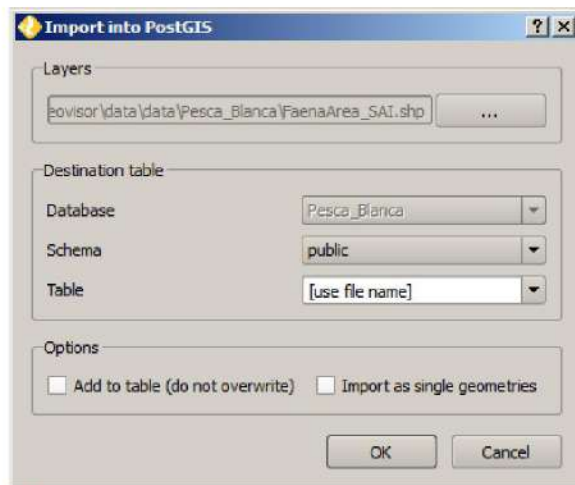 Import into PostGIS
Layers
eovisor\data\data\Pesca_Blanca\FaenaArea_SAI.shp ...
Destination table
Database Pesca_Blanca
Schema public
Table [use file name]
Options
Add to table (do not overwrite) Import as single geometries
OK Cancel